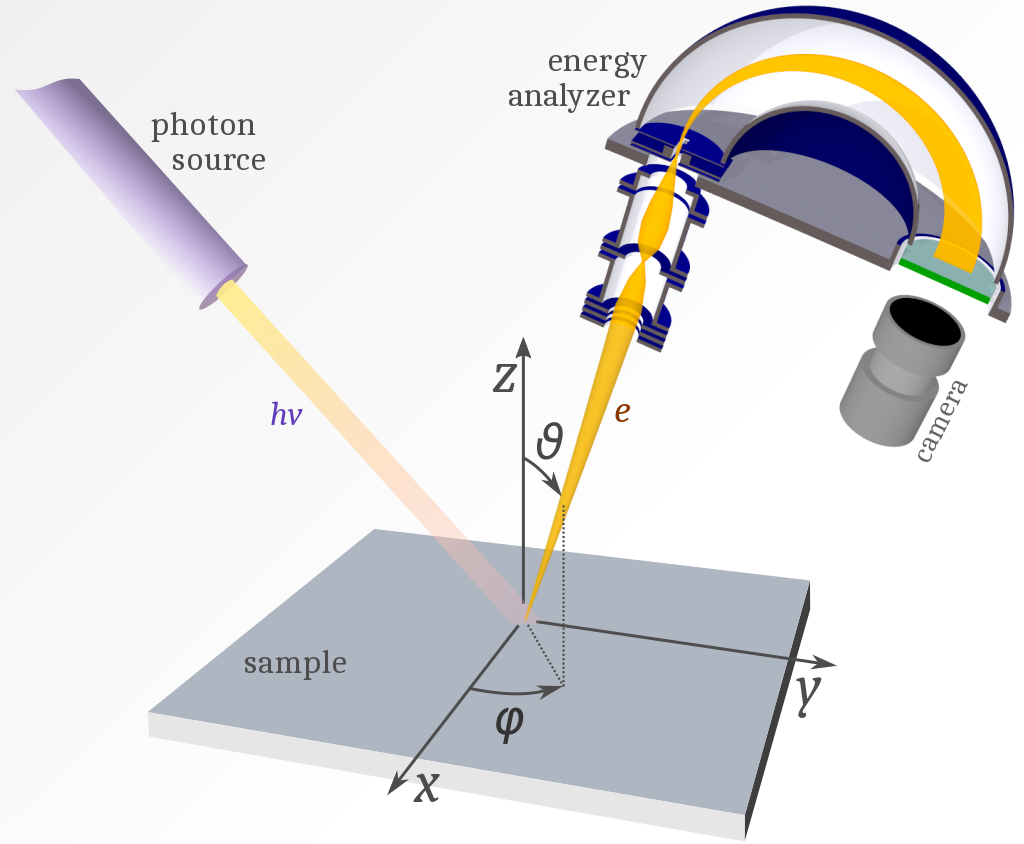 energy
analyzer
photon
source
hν
z
ϑ
e
camera
sample
y
φ
x